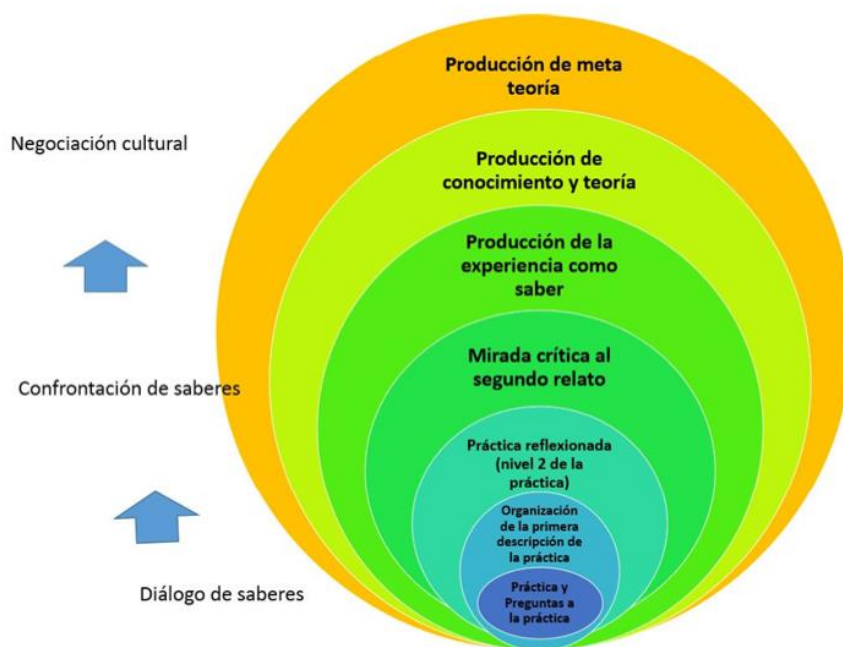 Producción de meta
teoría
Negociación cultural
Producción de
conocimiento y teoría
Producción de la
experiencia como
saber
Mirada crítica al
segundo relato
Confrontación de saberes
Práctica reflexionada
(nivel 2 de la
práctica)
Organización
de la primera
descripción de
la práctica
Diálogo de saberes
Práctica y
Preguntas a
la práctica